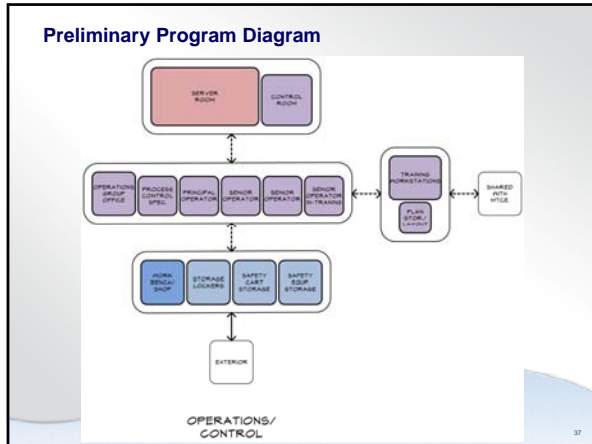 Preliminary Program Diagram
SERVER
ROOM
CONTROL
ROOM
OPERATIONS
GROUP
OFFICE
PROCESS
CONTROL
SPEC.
PRINCIPAL
OPERATOR
SENIOR
OPERATOR
SENIOR
OPERATOR
SENIOR
OPERATOR
IN-TRAINING
TRAINING
WORKSTATIONS
PLAN
STOR./
LAYOUT
SHARED
WITH
MTCE
WORK
BENCH/
SHOP
STORAGE
LOCKERS
SAFETY
CART
STORAGE
SAFETY
EQUIP
STORAGE
EXTERIOR
OPERATIONS/
CONTROL
37